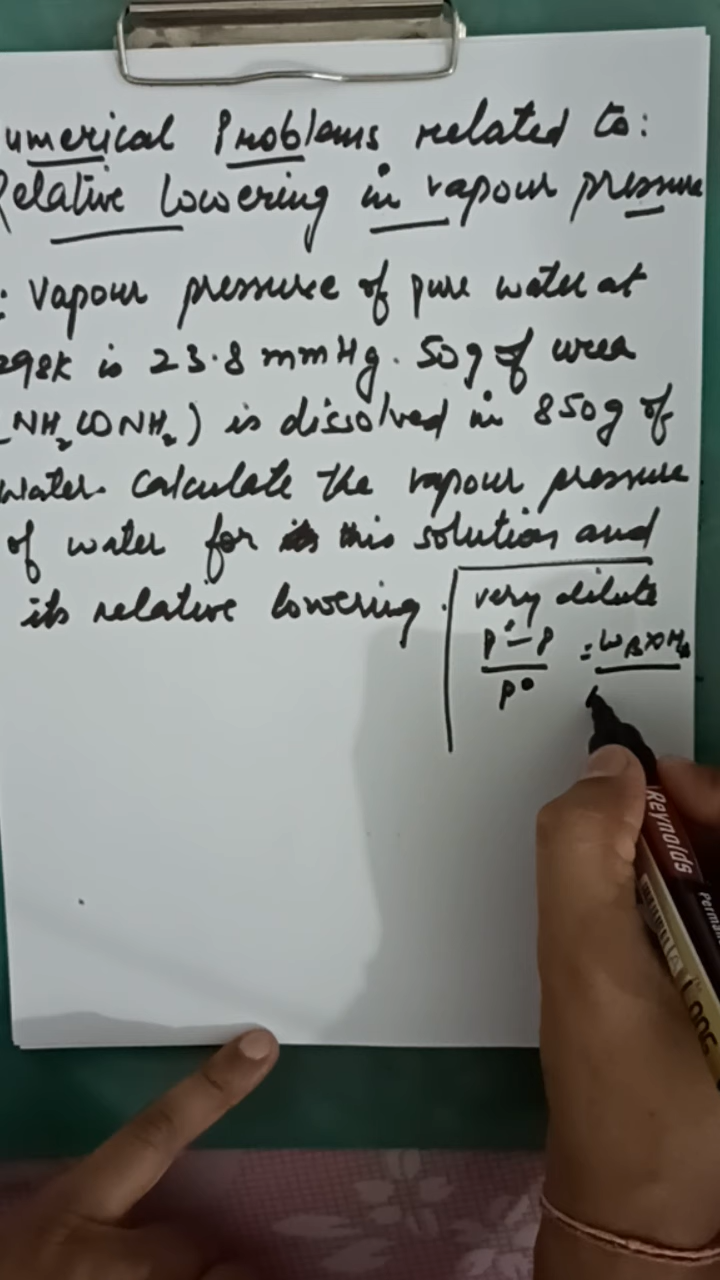 umerical Problems related to:
Relative lowering in vapour pressure
: Vapour pressure of pure water at
298K is 23.8 mmHg. 50g of urea
NH₂CONH₂) is dissolved in 850g of
water. Calculate the vapour pressure
of water for this solution and
its relative lowering.
very dilute
p°-p = WB×MA
p°
Reynolds
Perman